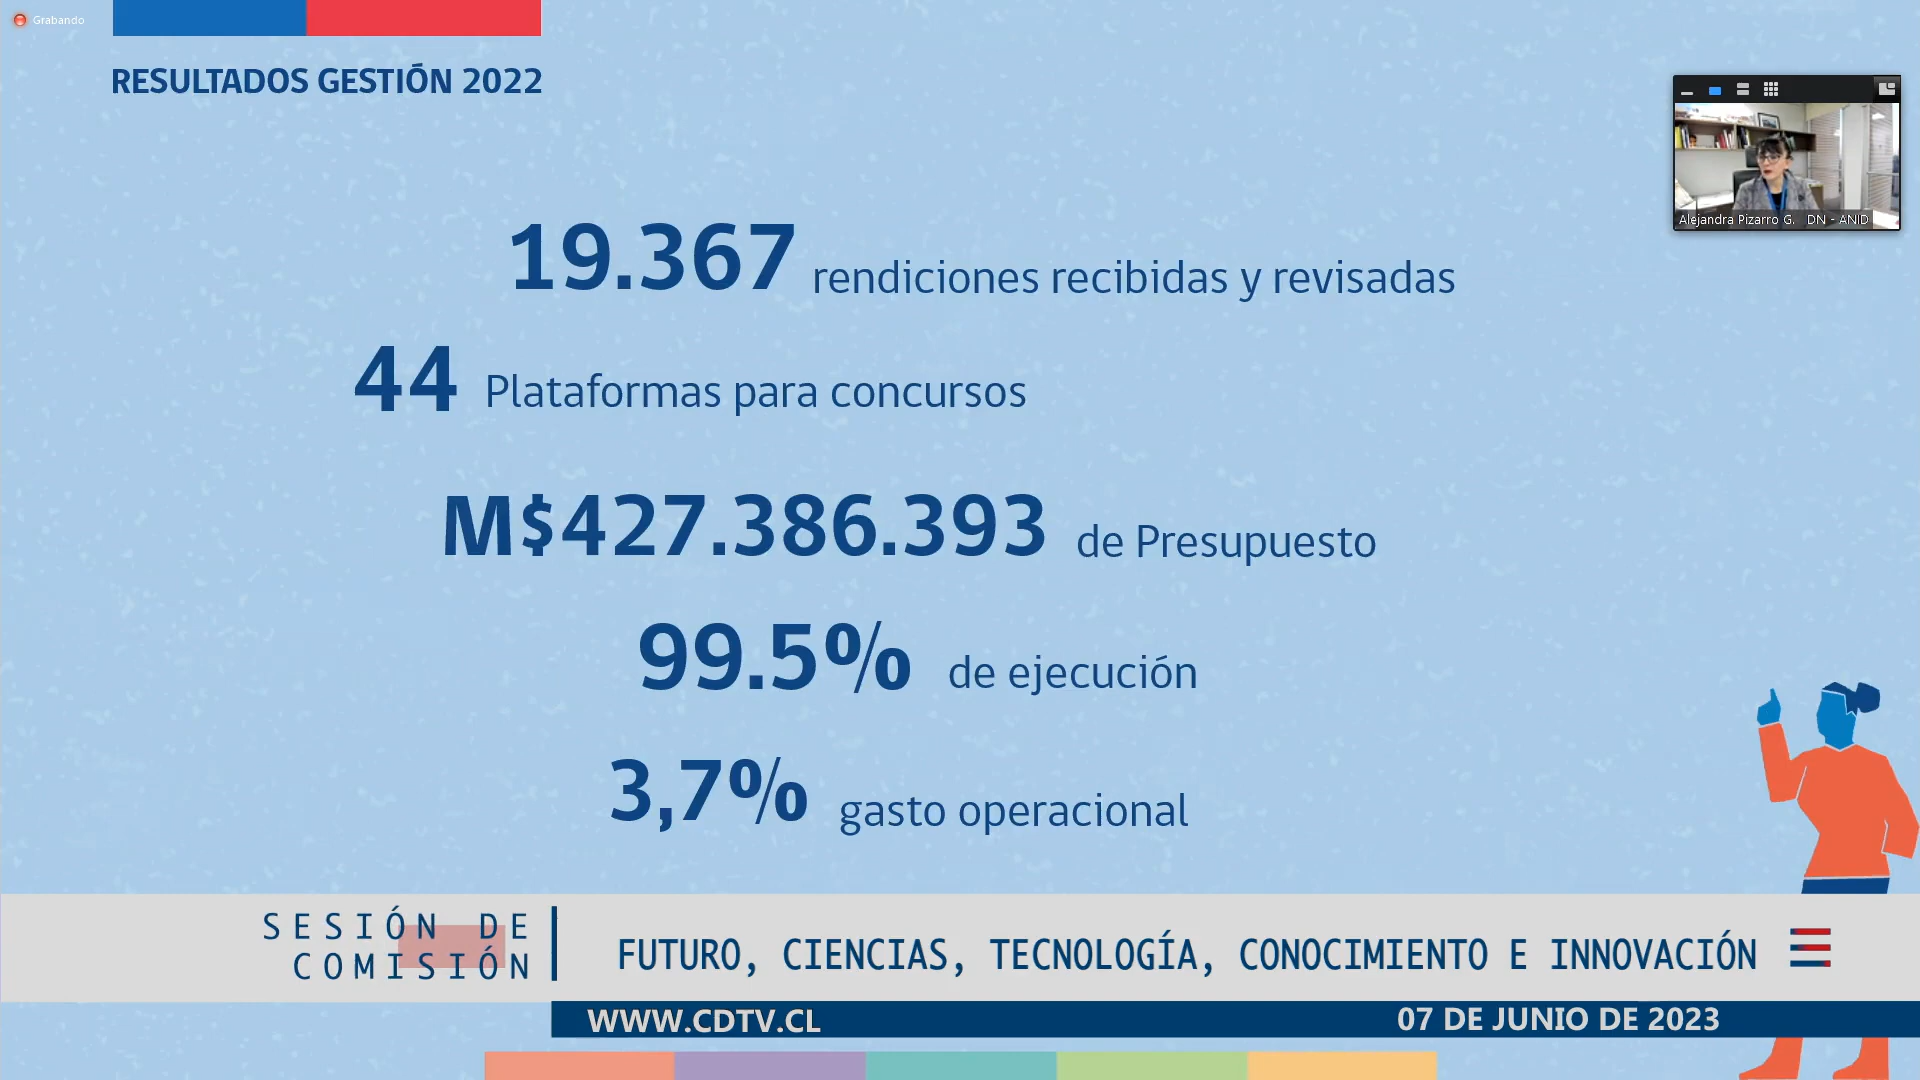 Grabando
RESULTADOS GESTIÓN 2022
Alejandra Pizarro G. DN - ANID
19.367 rendiciones recibidas y revisadas
44 Plataformas para concursos
M$427.386.393 de Presupuesto
99.5% de ejecución
3,7% gasto operacional
SESIÓN DE
COMISIÓN
FUTURO, CIENCIAS, TECNOLOGÍA, CONOCIMIENTO E INNOVACIÓN
WWW.CDTV.CL
07 DE JUNIO DE 2023